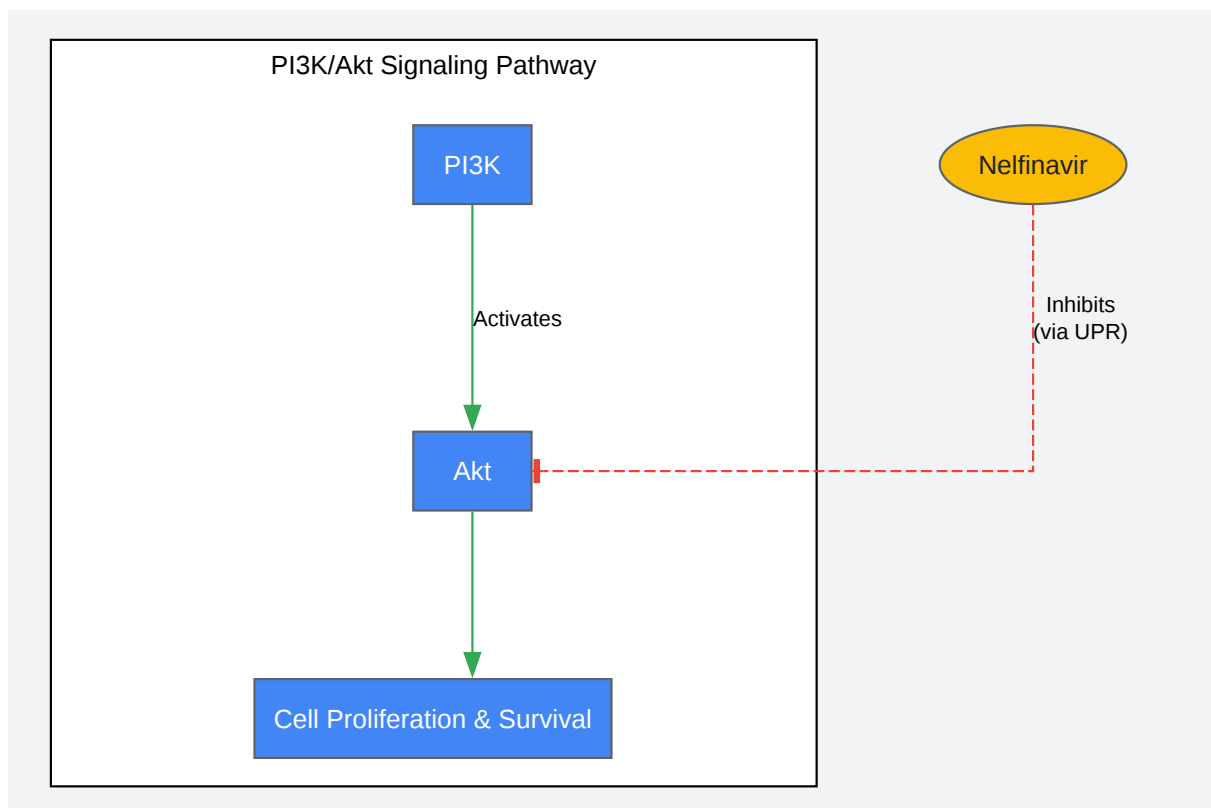 PI3K/Akt Signaling Pathway
PI3K
Nelfinavir
Activates
Inhibits
(via UPR)
Akt
Cell Proliferation & Survival